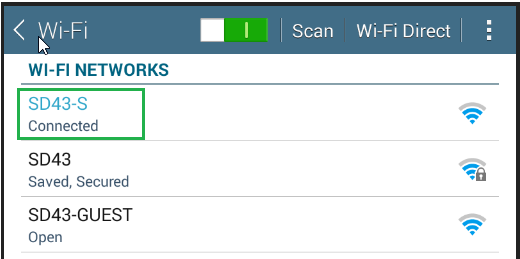 Wi-Fi Scan Wi-Fi Direct
WI-FI NETWORKS
SD43-S
Connected
SD43
Saved, Secured
SD43-GUEST
Open